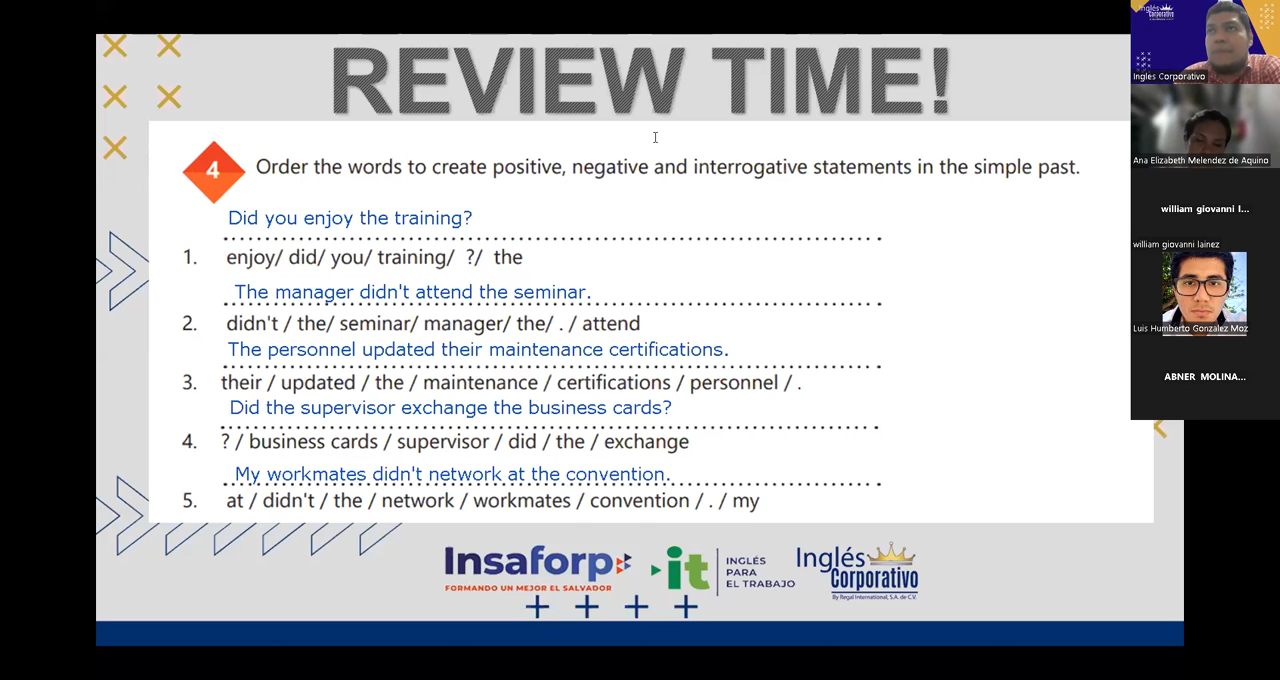 REVIEW TIME!
4
Order the words to create positive, negative and interrogative statements in the simple past.
Did you enjoy the training?
1. enjoy/ did/ you/ training/ ?/ the
The manager didn't attend the seminar.
2. didn't / the/ seminar/ manager/ the/ . / attend
The personnel updated their maintenance certifications.
3. their / updated / the / maintenance / certifications / personnel / .
Did the supervisor exchange the business cards?
4. ? / business cards / supervisor / did / the / exchange
My workmates didn't network at the convention.
5. at / didn't / the / network / workmates / convention / . / my
Insaforp
FORMANDO UN MEJOR EL SALVADOR
it
INGLÉS
PARA
EL TRABAJO
Inglés
Corporativo
By Regal International, S.A. de C.V.
Inglés
Corporativo
Ingles Corporativo
Ana Elizabeth Melendez de Aquino
william giovanni l...
william giovanni lainez
Luis Humberto Gonzalez Moz
ABNER MOLINA...